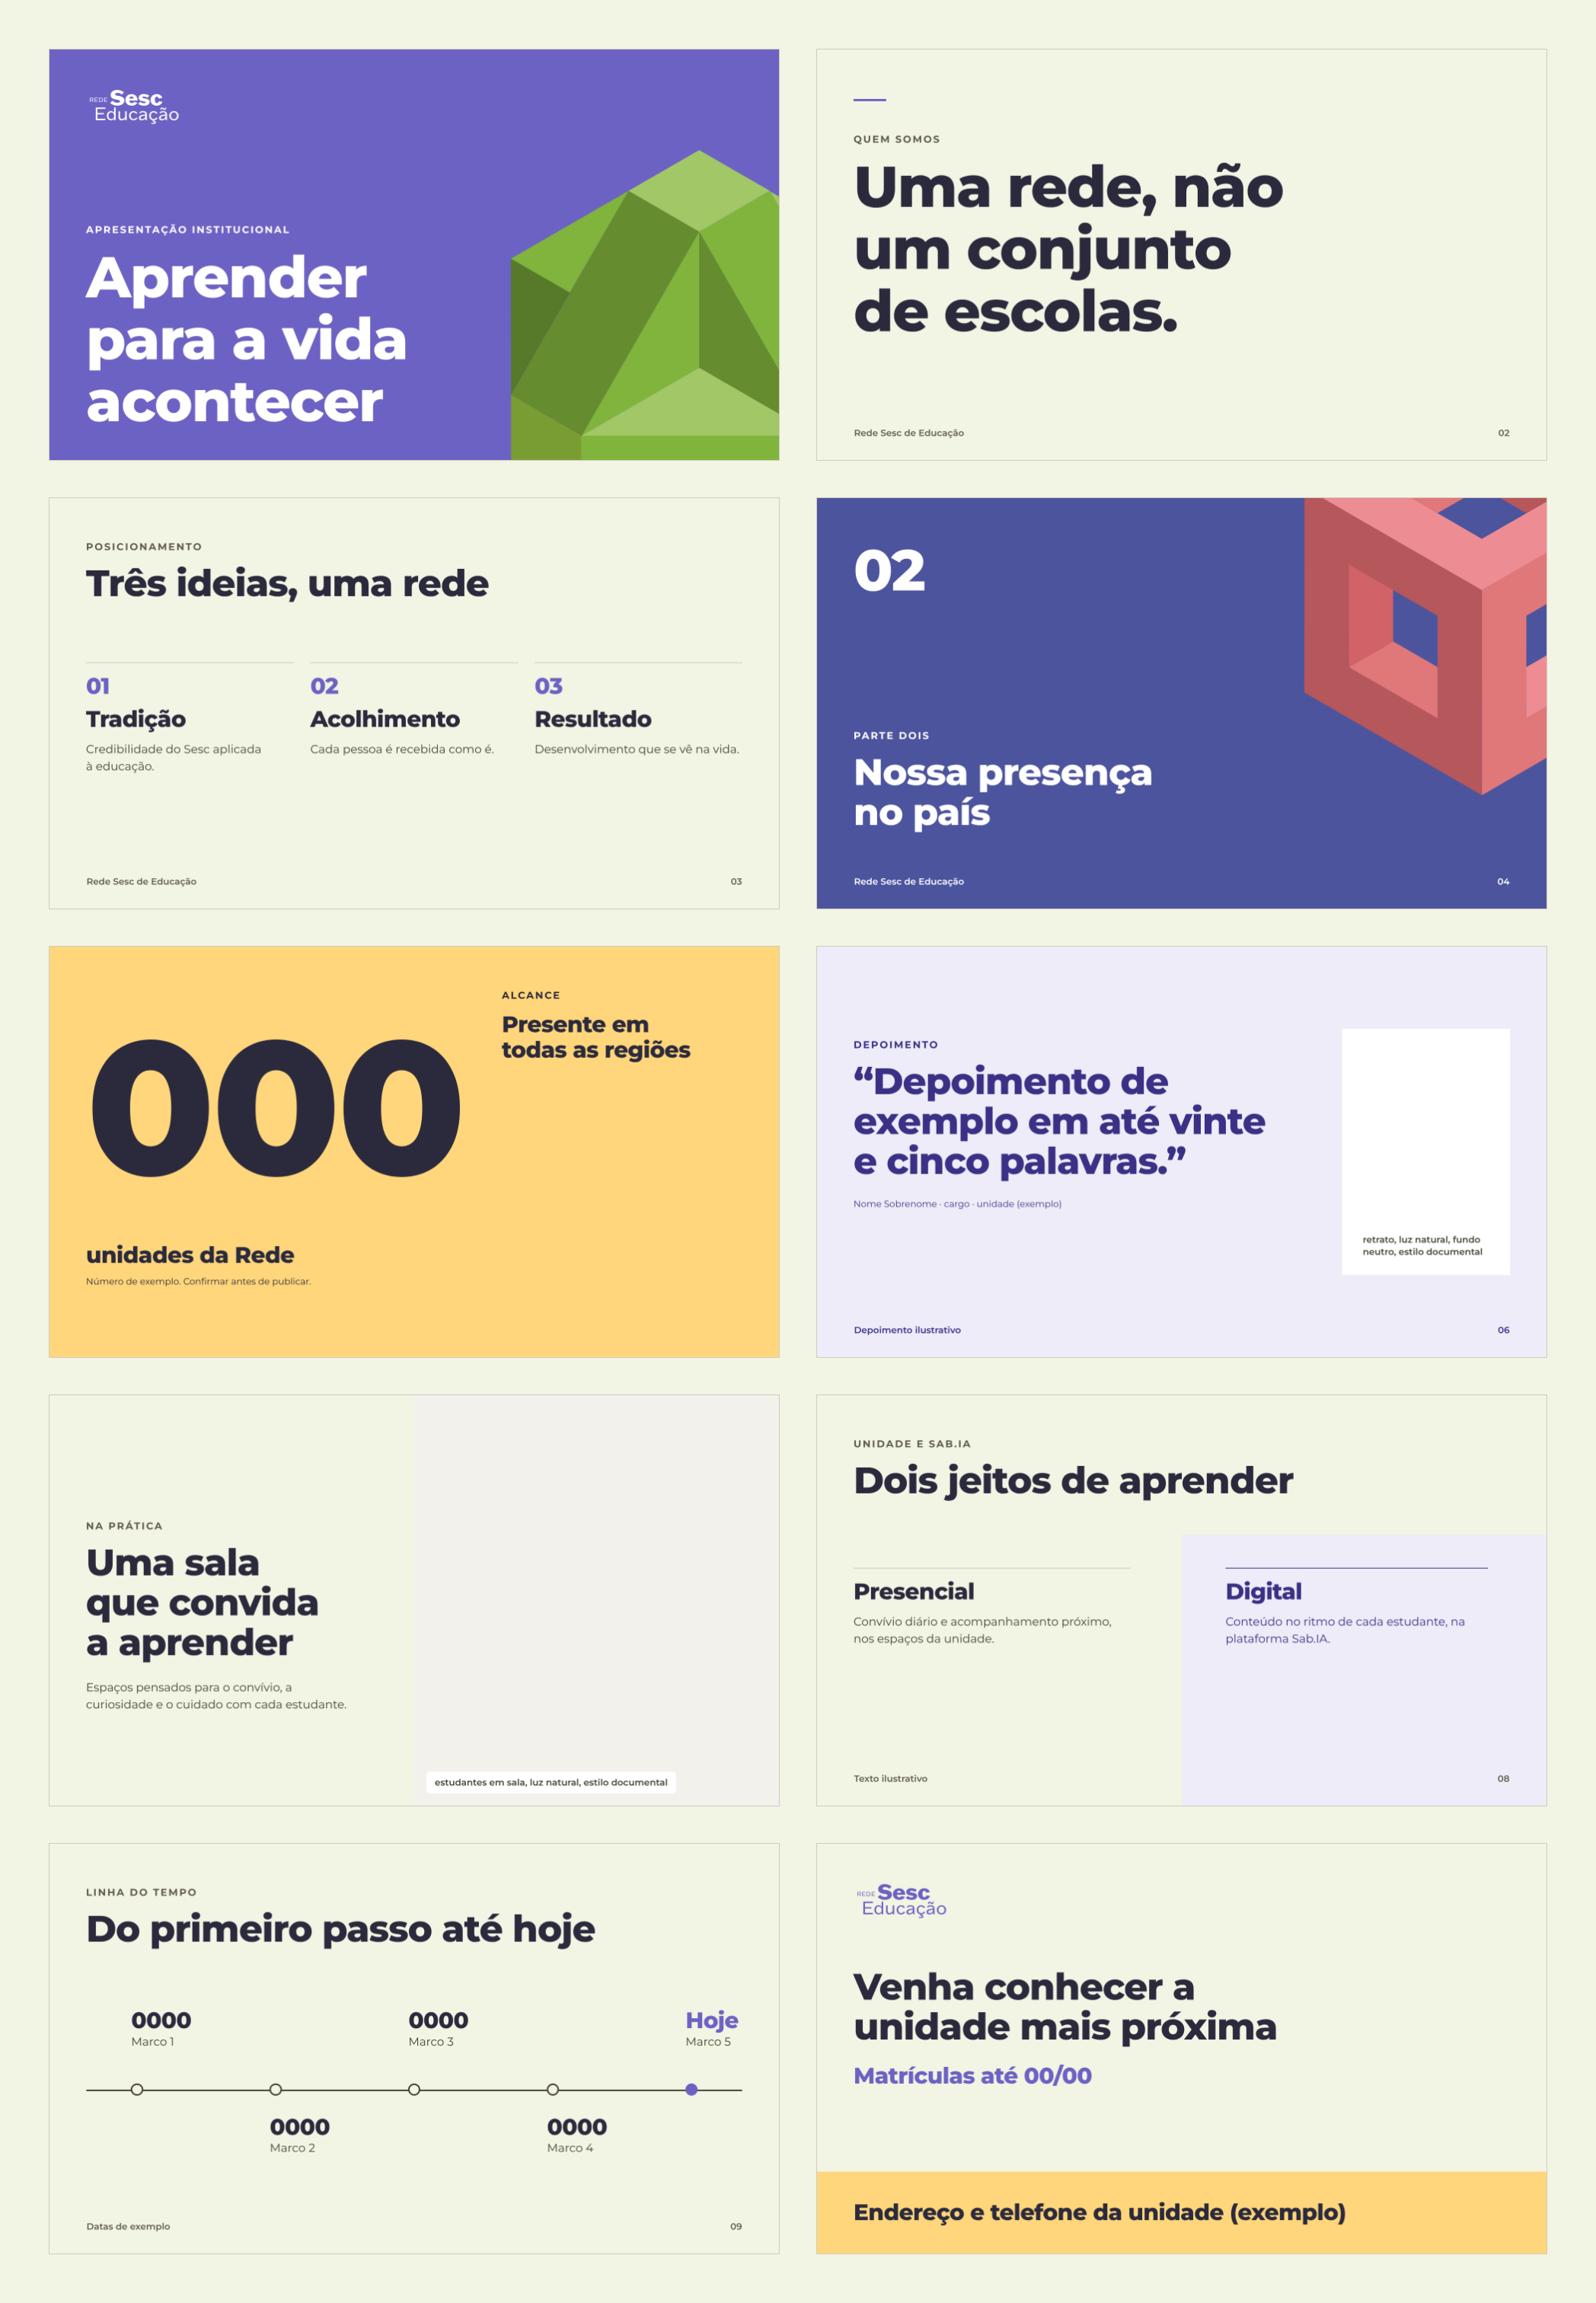 REDE Sesc
Educação
APRESENTAÇÃO INSTITUCIONAL
Aprender
para a vida
acontecer
QUEM SOMOS
Uma rede, não
um conjunto
de escolas.
Rede Sesc de Educação
02
POSICIONAMENTO
Três ideias, uma rede
01
Tradição
Credibilidade do Sesc aplicada
à educação.
02
Acolhimento
Cada pessoa é recebida como é.
03
Resultado
Desenvolvimento que se vê na vida.
Rede Sesc de Educação
03
02
PARTE DOIS
Nossa presença
no país
Rede Sesc de Educação
04
000
unidades da Rede
Número de exemplo. Confirmar antes de publicar.
ALCANCE
Presente em
todas as regiões
DEPOIMENTO
“Depoimento de
exemplo em até vinte
e cinco palavras.”
Nome Sobrenome · cargo · unidade (exemplo)
retrato, luz natural, fundo
neutro, estilo documental
Depoimento ilustrativo
06
NA PRÁTICA
Uma sala
que convida
a aprender
Espaços pensados para o convívio, a
curiosidade e o cuidado com cada estudante.
estudantes em sala, luz natural, estilo documental
UNIDADE E SAB.IA
Dois jeitos de aprender
Presencial
Convívio diário e acompanhamento próximo,
nos espaços da unidade.
Digital
Conteúdo no ritmo de cada estudante, na
plataforma Sab.IA.
Texto ilustrativo
08
LINHA DO TEMPO
Do primeiro passo até hoje
0000
Marco 1
0000
Marco 2
0000
Marco 3
0000
Marco 4
Hoje
Marco 5
Datas de exemplo
09
REDE Sesc
Educação
Venha conhecer a
unidade mais próxima
Matrículas até 00/00
Endereço e telefone da unidade (exemplo)